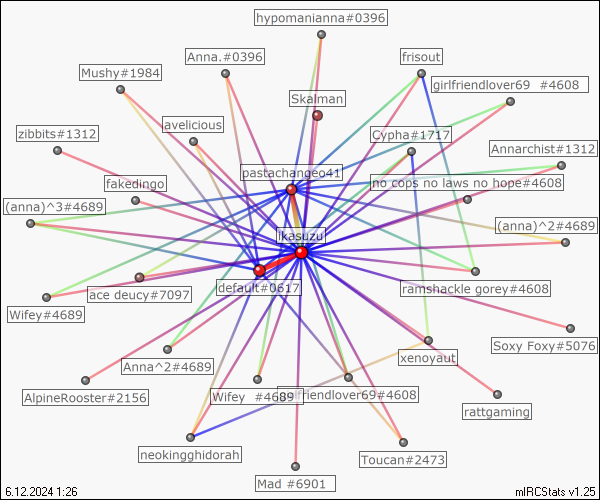 hypomanianna#0396
Anna.#0396
frisout
Mushy#1984
girlfriendlover69  #4608
Skalman
avelicious
zibbits#1312
Cypha#1717
Annarchist#1312
pastachangeo41
fakedingo
no cops no laws no hope#4608
(anna)^3#4689
(anna)^2#4689
ikasuzu
default#0617
ace deucy#7097
ramshackle gorey#4608
Wifey#4689
Soxy Foxy#5076
xenoyaut
Anna^2#4689
AlpineRooster#2156
Wifey  #4689
girlfriendlover69#4608
rattgaming
neokingghidorah
Toucan#2473
Mad #6901
6.12.2024 1:26
mIRCStats v1.25